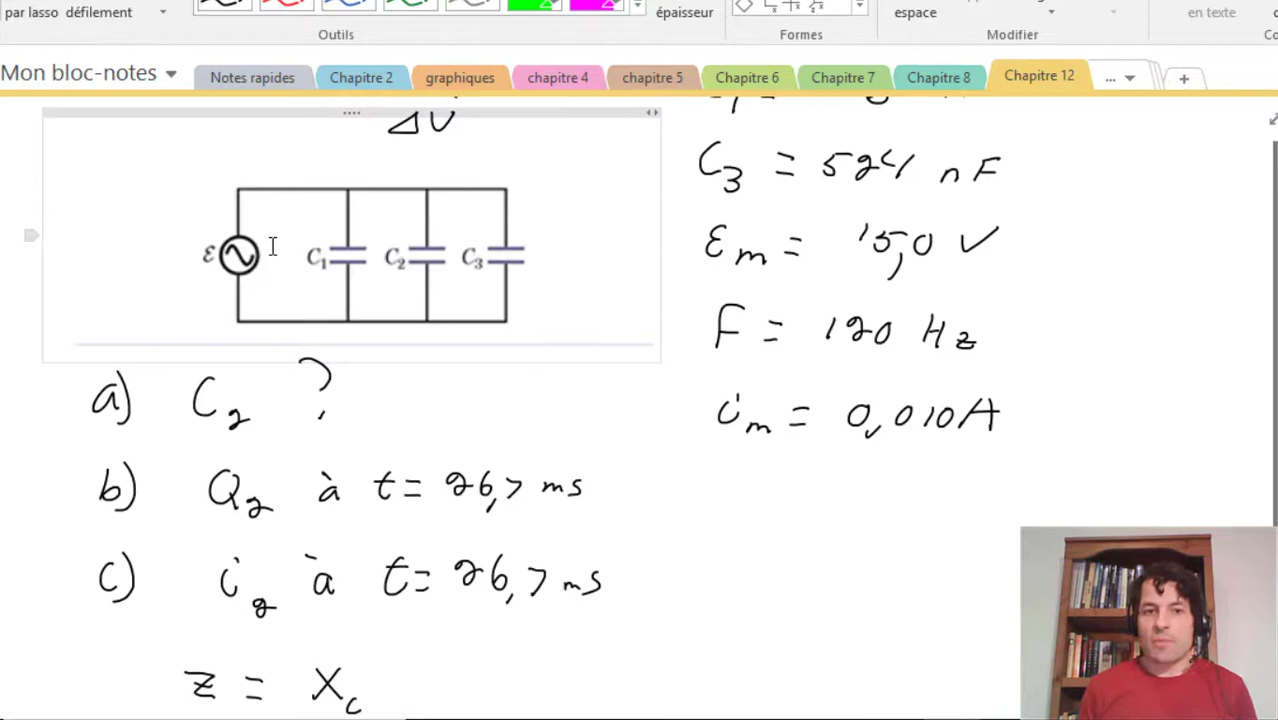 par lasso défilement
épaisseur
espace
en texte
Outils
Formes
Modifier
Mon bloc-notes
Notes rapides
Chapitre 2
graphiques
chapitre 4
chapitre 5
Chapitre 6
Chapitre 7
Chapitre 8
Chapitre 12
...
+
ΔV
ε
C1
C2
C3
C3 = 524 nF
εm = 15,0 V
F = 120 Hz
im = 0,010A
a) C2 ?
b) Q2 à t = 26,7 ms
c) i2 à t = 26,7 ms
z = Xc